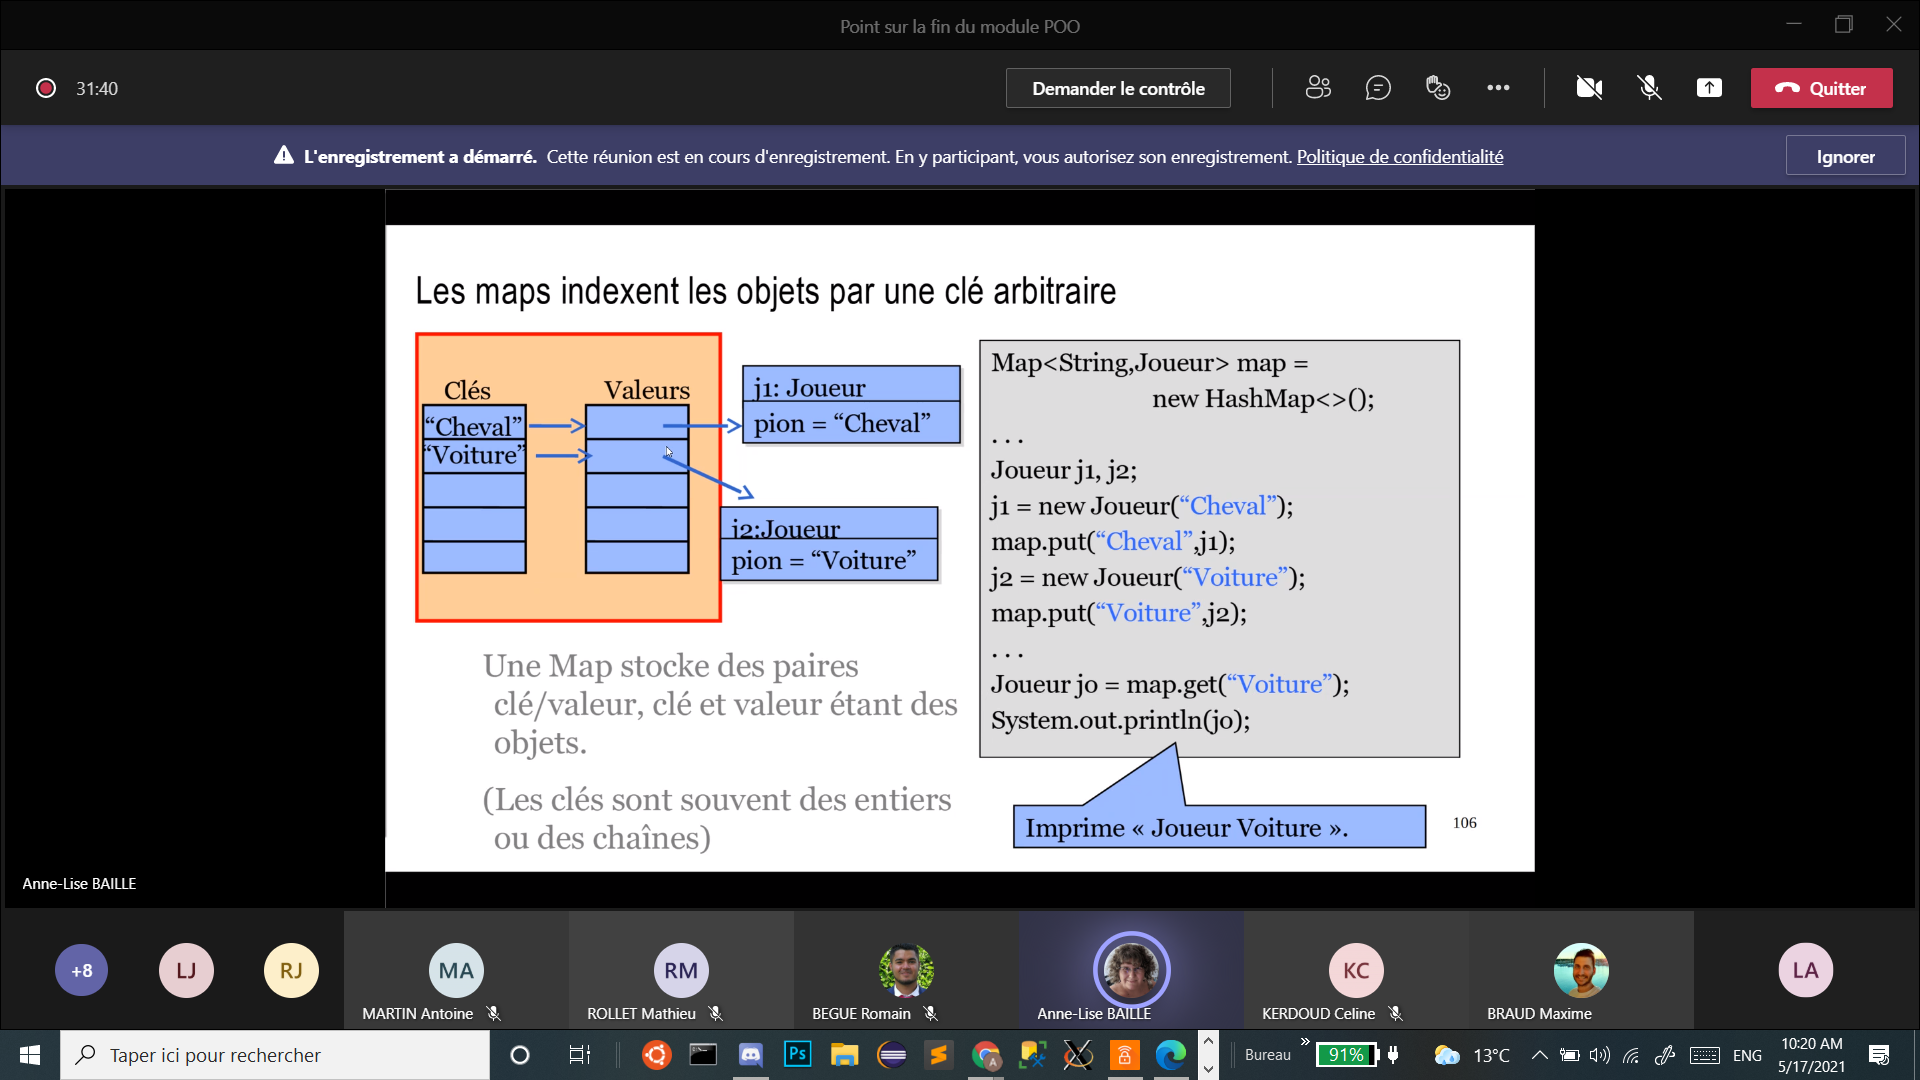 Point sur la fin du module POO
31:40
Demander le contrôle
Quitter
L'enregistrement a démarré. Cette réunion est en cours d'enregistrement. En y participant, vous autorisez son enregistrement. Politique de confidentialité
Ignorer
Les maps indexent les objets par une clé arbitraire
Clés
Valeurs
“Cheval”
“Voiture”
j1: Joueur
pion = “Cheval”
j2:Joueur
pion = “Voiture”
Une Map stocke des paires
clé/valeur, clé et valeur étant des
objets.
(Les clés sont souvent des entiers
ou des chaînes)
Map<String,Joueur> map =
new HashMap<>();
. . .
Joueur j1, j2;
j1 = new Joueur(“Cheval”);
map.put(“Cheval”,j1);
j2 = new Joueur(“Voiture”);
map.put(“Voiture”,j2);
. . .
Joueur jo = map.get(“Voiture”);
System.out.println(jo);
Imprime « Joueur Voiture ».
106
Anne-Lise BAILLE
+8
LJ
RJ
MA
MARTIN Antoine
RM
ROLLET Mathieu
BEGUE Romain
Anne-Lise BAILLE
KC
KERDOUD Celine
BRAUD Maxime
LA
Taper ici pour rechercher
Ps
A
Bureau
91%
13°C
ENG
10:20 AM
5/17/2021